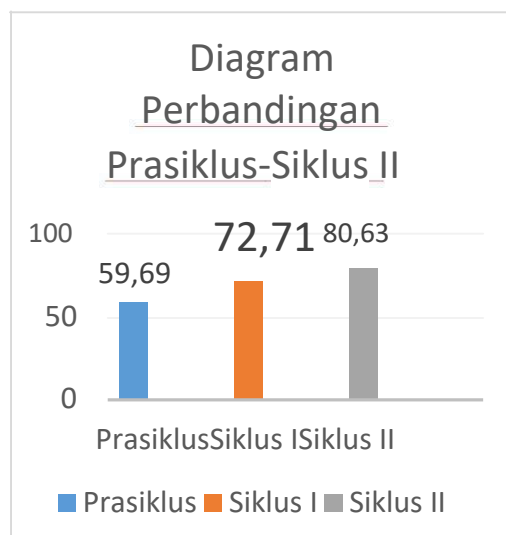 Diagram
Perbandingan
Prasiklus-Siklus II
100
72,71
80,63
59,69
50
0
PrasiklusSiklus ISiklus II
Prasiklus Siklus I Siklus II